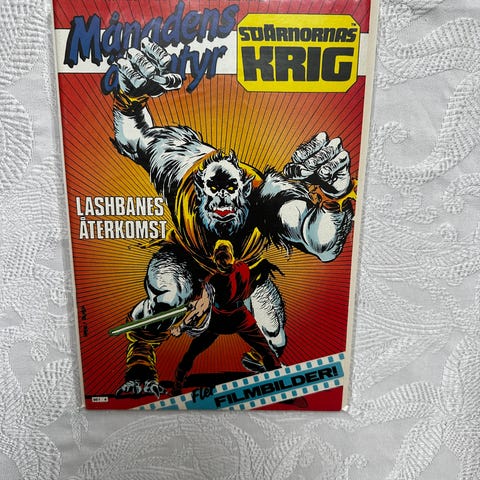 Månadens
äventyr
STJÄRNORNAS
KRIG
LASHBANES
ÅTERKOMST
Fler FILMBILDER!